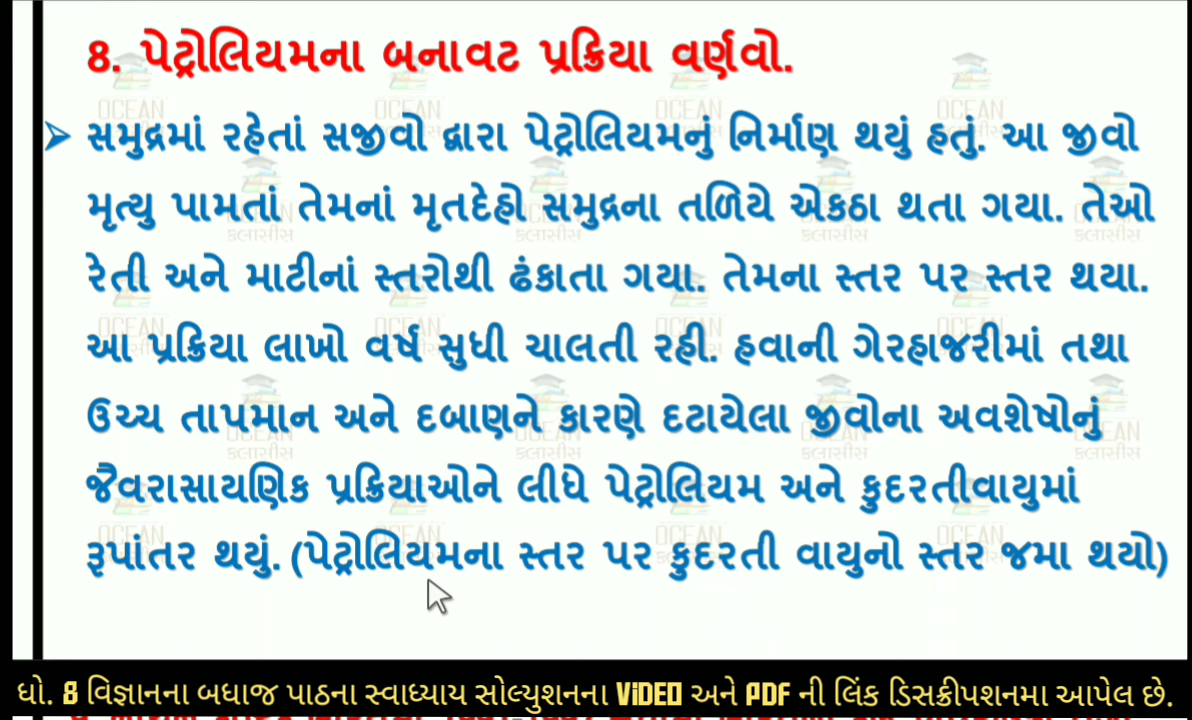 8. પેટ્રોલિયમના બનાવટ પ્રક્રિયા વર્ણવો.
➤ સમુદ્રમાં રહેતાં સજીવો દ્વારા પેટ્રોલિયમનું નિર્માણ થયું હતું. આ જીવો
મૃત્યુ પામતાં તેમનાં મૃતદેહો સમુદ્રના તળિયે એકઠા થતા ગયા. તેઓ
રેતી અને માટીનાં સ્તરોથી ઢંકાતા ગયા. તેમના સ્તર પર સ્તર થયા.
આ પ્રક્રિયા લાખો વર્ષ સુધી ચાલતી રહી. હવાની ગેરહાજરીમાં તથા
ઉચ્ચ તાપમાન અને દબાણને કારણે દટાયેલા જીવોના અવશેષોનું
જૈવરાસાયણિક પ્રક્રિયાઓને લીધે પેટ્રોલિયમ અને કુદરતીવાયુમાં
રૂપાંતર થયું. (પેટ્રોલિયમના સ્તર પર કુદરતી વાયુનો સ્તર જમા થયો)
ધો. 8 વિજ્ઞાનના બધાજ પાઠના સ્વાધ્યાય સોલ્યુશનના VIDEO અને PDF ની લિંક ડિસક્રીપશનમા આપેલ છે.